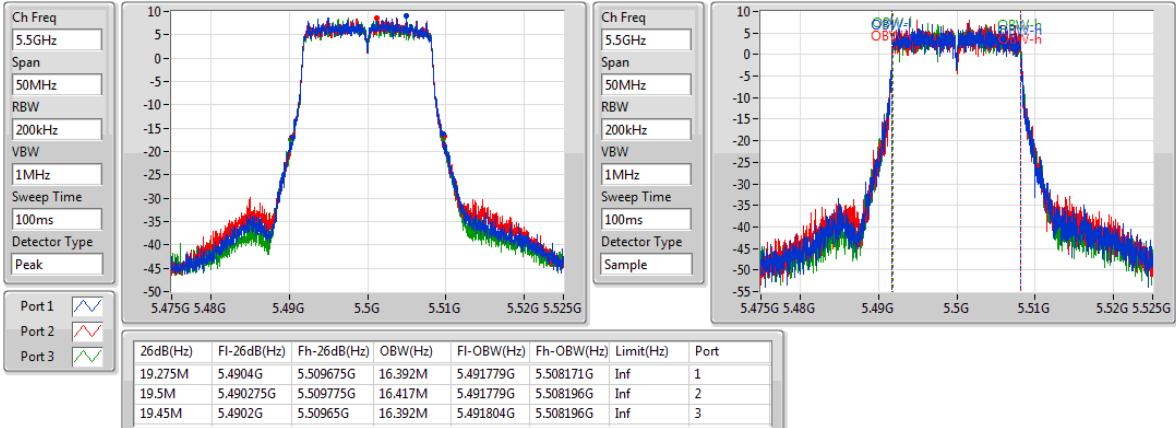 Ch Freq
5.5GHz
Span
50MHz
RBW
200kHz
VBW
1MHz
Sweep Time
100ms
Detector Type
Peak
Port 1
Port 2
Port 3
10
5
0
-5
-10
-15
-20
-25
-30
-35
-40
-45
-50
5.475G 5.48G 5.49G 5.5G 5.51G 5.52G 5.525G
Ch Freq
5.5GHz
Span
50MHz
RBW
200kHz
VBW
1MHz
Sweep Time
100ms
Detector Type
Sample
10
5
0
-5
-10
-15
-20
-25
-30
-35
-40
-45
-50
-55
OBW-h
OBW-h
5.475G 5.48G 5.49G 5.5G 5.51G 5.52G 5.525G
26dB(Hz) Fl-26dB(Hz) Fh-26dB(Hz) OBW(Hz) Fl-OBW(Hz) Fh-OBW(Hz) Limit(Hz) Port
19.275M 5.4904G 5.509675G 16.392M 5.491779G 5.508171G Inf 1
19.5M 5.490275G 5.509775G 16.417M 5.491779G 5.508196G Inf 2
19.45M 5.4902G 5.50965G 16.392M 5.491804G 5.508196G Inf 3